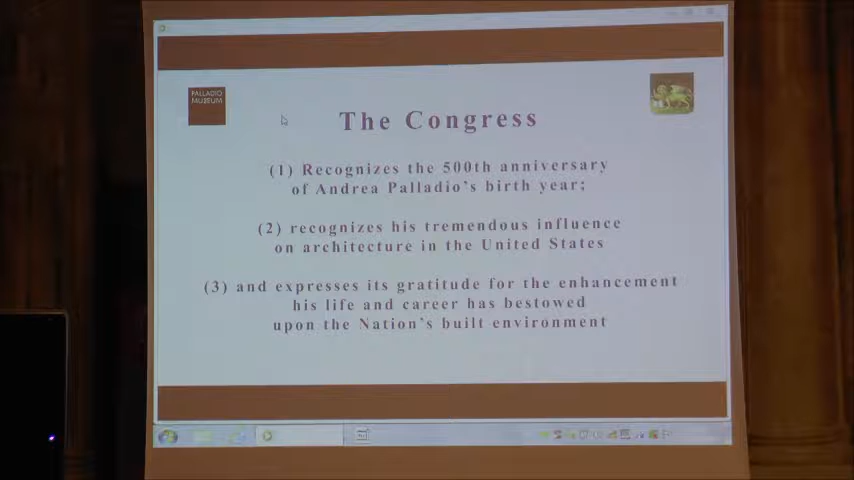 PALLADIO
MUSEUM
The Congress
(1) Recognizes the 500th anniversary
of Andrea Palladio's birth year;
(2) recognizes his tremendous influence
on architecture in the United States
(3) and expresses its gratitude for the enhancement
his life and career has bestowed
upon the Nation's built environment